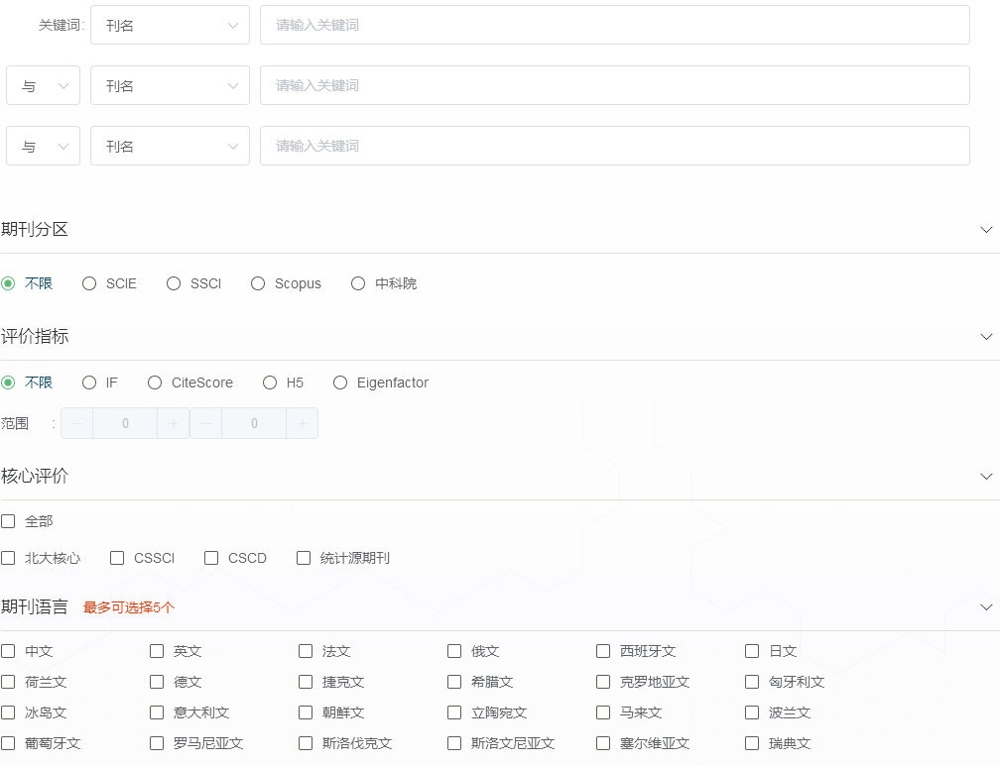 关键词: 刊名 请输入关键词
与 刊名 请输入关键词
与 刊名 请输入关键词
期刊分区
不限 SCIE SSCI Scopus 中科院
评价指标
不限 IF CiteScore H5 Eigenfactor
范围 : 0 0
核心评价
全部
北大核心 CSSCI CSCD 统计源期刊
期刊语言 最多可选择5个
中文 英文 法文 俄文 西班牙文 日文
荷兰文 德文 捷克文 希腊文 克罗地亚文 匈牙利文
冰岛文 意大利文 朝鲜文 立陶宛文 马来文 波兰文
葡萄牙文 罗马尼亚文 斯洛伐克文 斯洛文尼亚文 塞尔维亚文 瑞典文